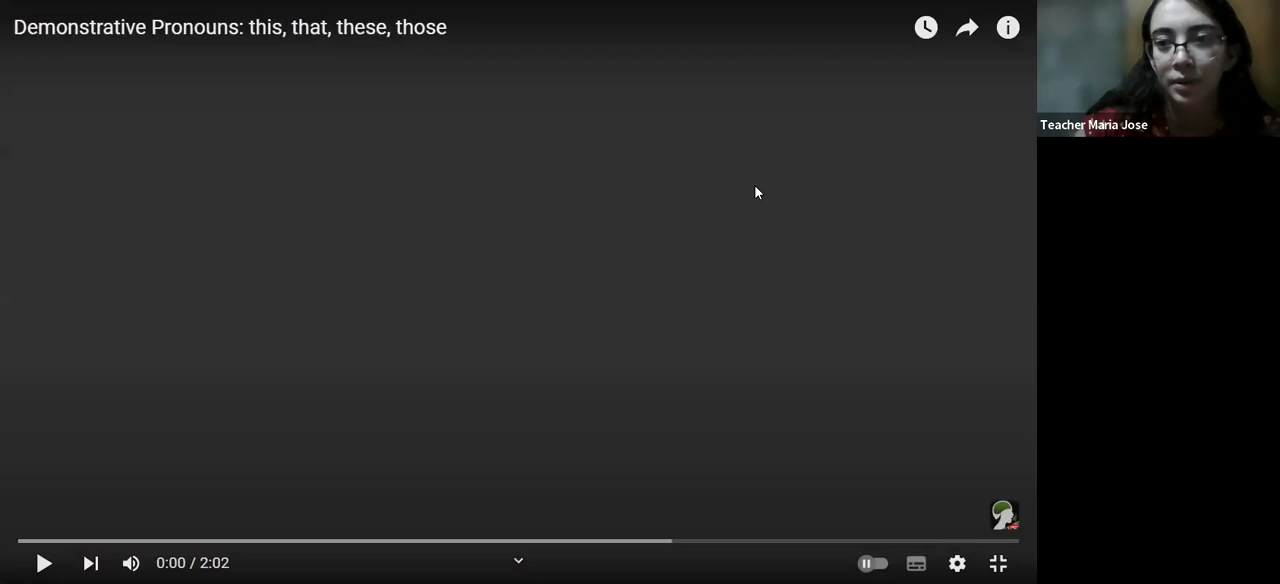 Demonstrative Pronouns: this, that, these, those
Teacher Maria Jose
0:00 / 2:02